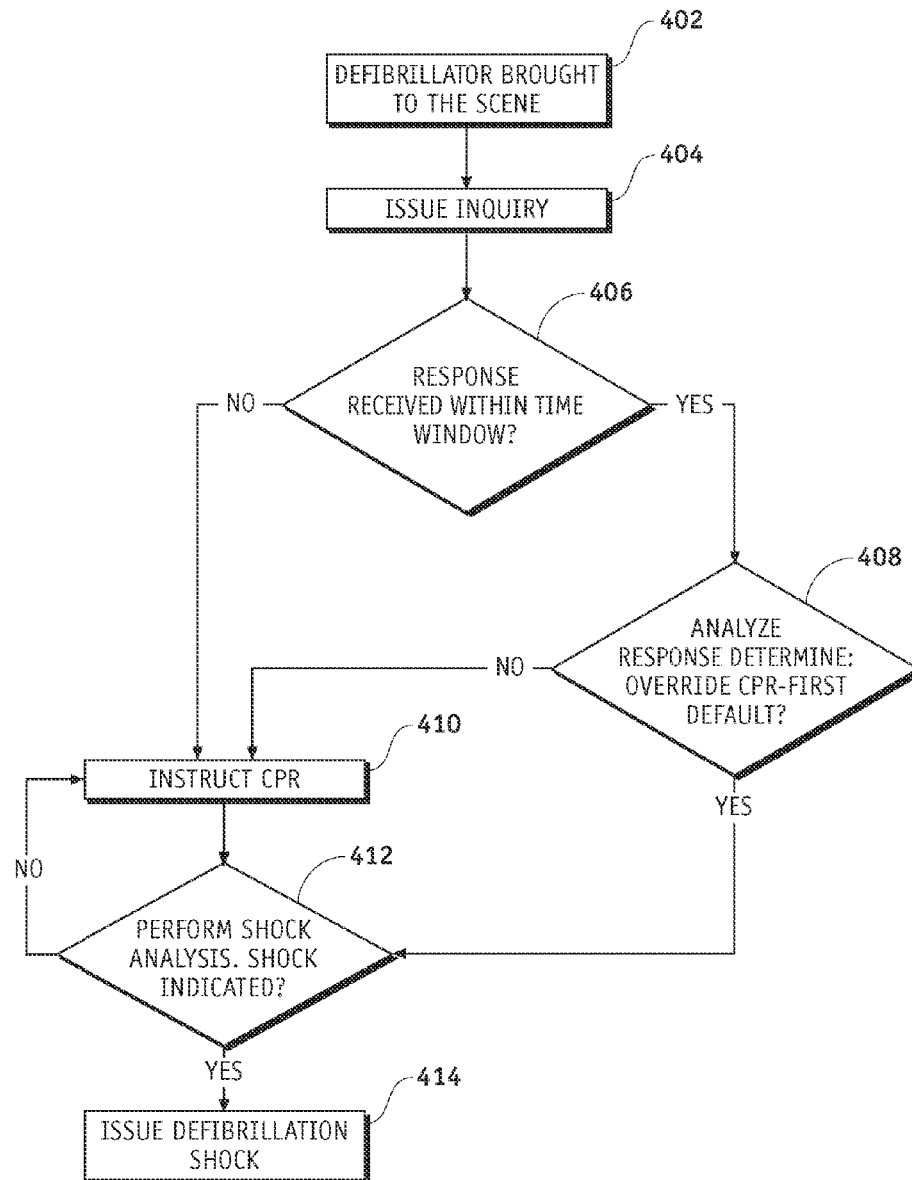 402
DEFIBRILLATOR BROUGHT
TO THE SCENE
404
ISSUE INQUIRY
406
RESPONSE
RECEIVED WITHIN TIME
WINDOW?
NO
YES
408
ANALYZE
RESPONSE DETERMINE:
OVERRIDE CPR-FIRST
DEFAULT?
NO
YES
410
INSTRUCT CPR
NO
412
PERFORM SHOCK
ANALYSIS. SHOCK
INDICATED?
YES
414
ISSUE DEFIBRILLATION
SHOCK